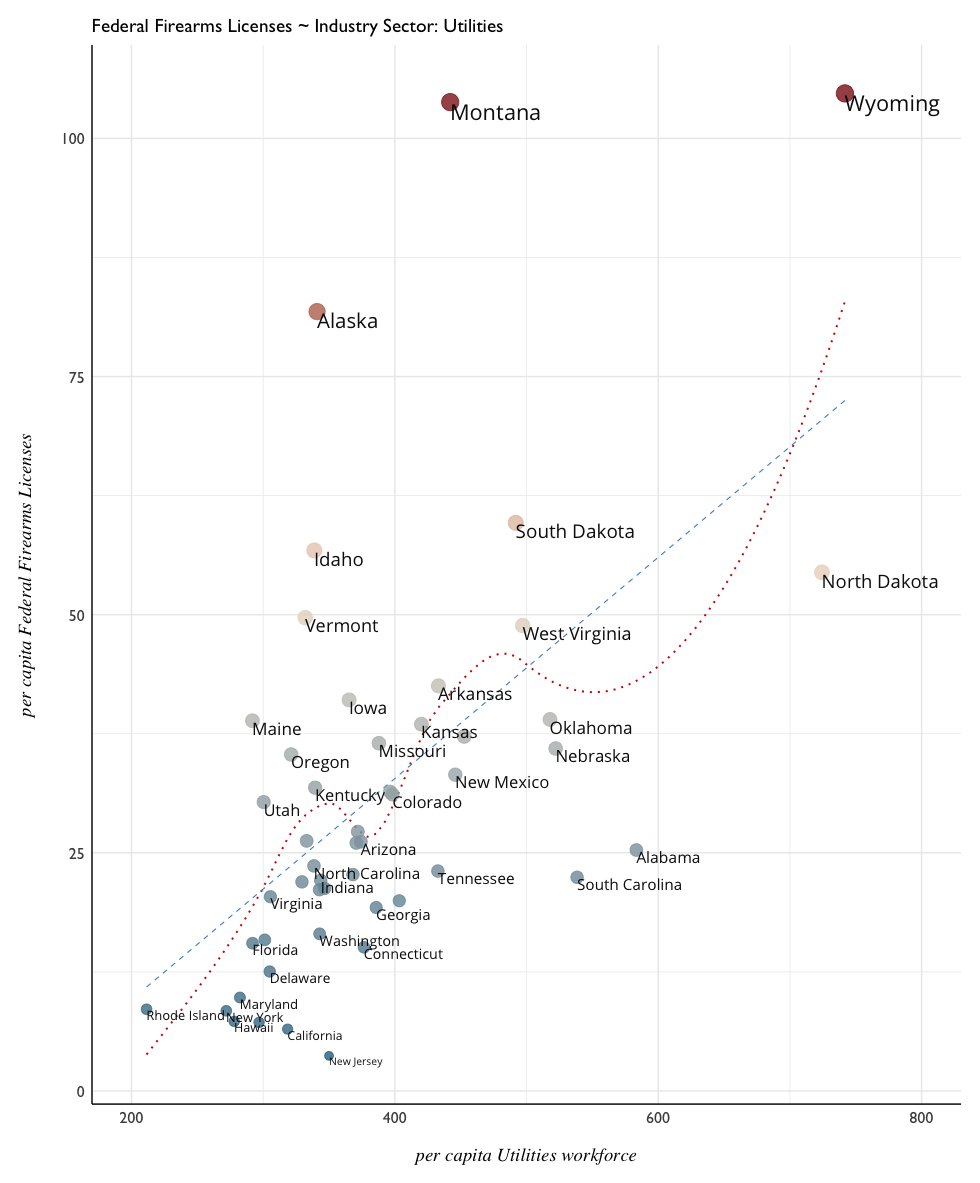 Federal Firearms Licenses ~ Industry Sector: Utilities
Wyoming
Montana
100
Alaska
75
South Dakota
Idaho
North Dakota
50
Vermont
West Virginia
Arkansas
Iowa
Maine
Kansas
Oklahoma
Missouri
Nebraska
Oregon
New Mexico
Kentucky
Colorado
Utah
25
Arizona
Alabama
North Carolina
Tennessee
South Carolina
Indiana
Virginia
Georgia
Washington
Florida
Connecticut
Delaware
Maryland
Rhode Island
New York
Hawaii
California
New Jersey
0
200 400 600 800
per capita Utilities workforce
per capita Federal Firearms Licenses